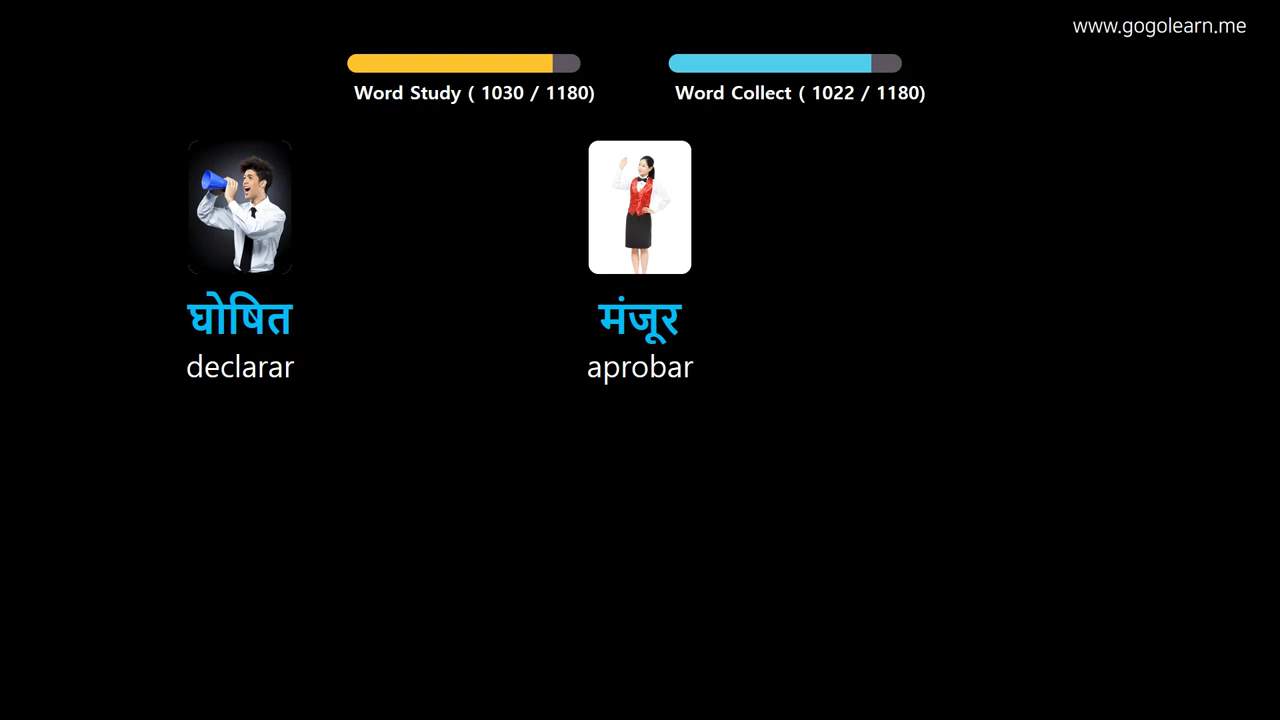 www.gogolearn.me
Word Study ( 1030 / 1180)
Word Collect ( 1022 / 1180)
घोषित
declarar
मंजूर
aprobar